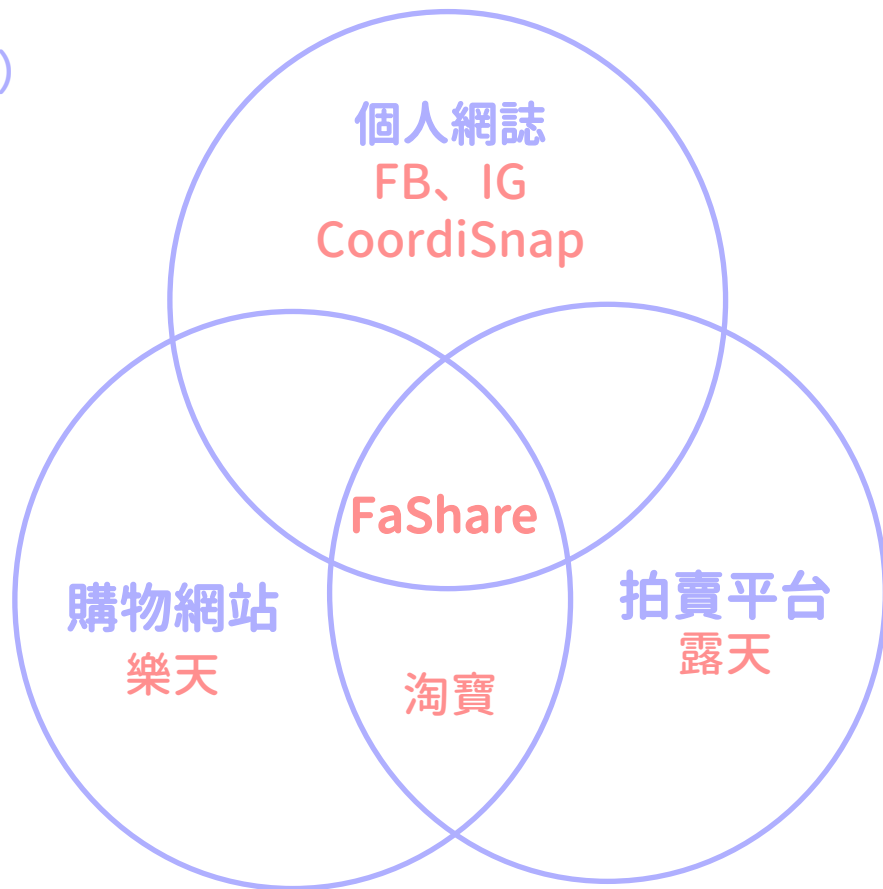 個人網誌
FB、IG
CoordiSnap
FaShare
購物網站
樂天
拍賣平台
露天
淘寶